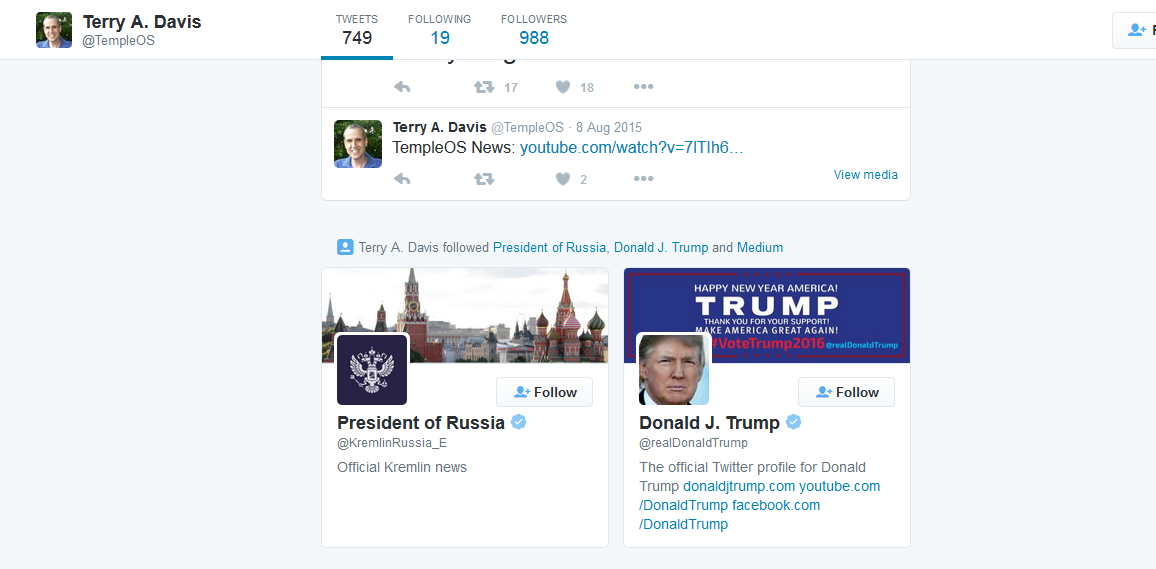 Terry A. Davis
@TempleOS
TWEETS
749
FOLLOWING
19
FOLLOWERS
988
17
18
Terry A. Davis @TempleOS · 8 Aug 2015
TempleOS News: youtube.com/watch?v=7ITIh6…
2
View media
Terry A. Davis followed President of Russia, Donald J. Trump and Medium
Follow
President of Russia
@KremlinRussia_E
Official Kremlin news
HAPPY NEW YEAR AMERICA!
TRUMP
THANK YOU FOR YOUR SUPPORT!
MAKE AMERICA GREAT AGAIN!
#VoteTrump2016 @realDonaldTrump
Follow
Donald J. Trump
@realDonaldTrump
The official Twitter profile for Donald
Trump donaldjtrump.com youtube.com
/DonaldTrump facebook.com
/DonaldTrump